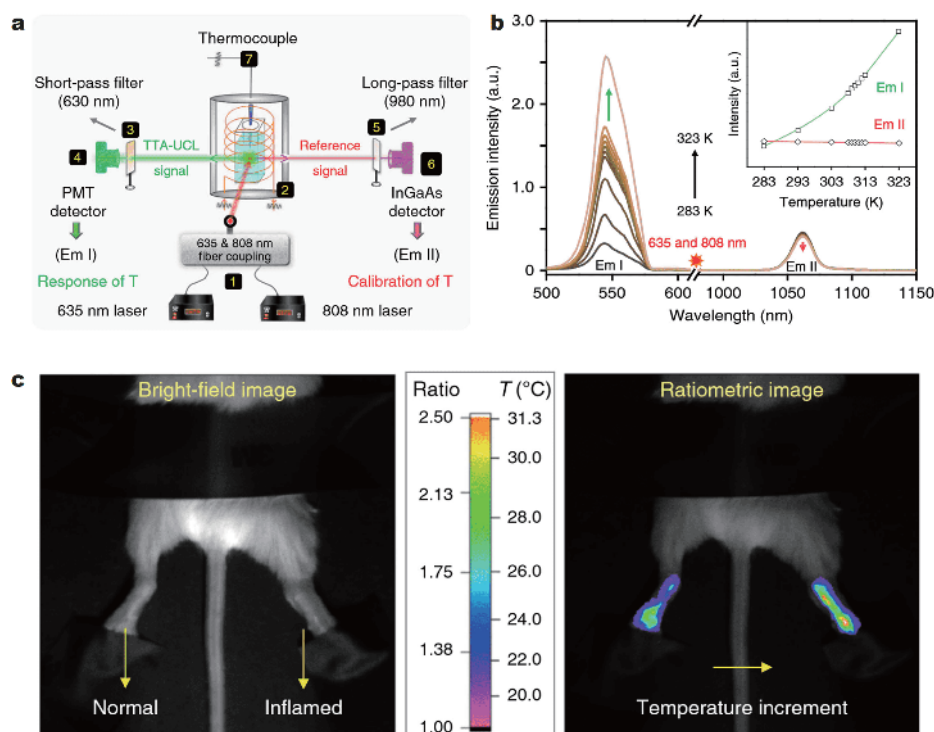 a
Thermocouple
7
Short-pass filter
(630 nm)
Long-pass filter
(980 nm)
3
5
4
TTA-UCL
signal
Reference
signal
6
2
PMT
detector
InGaAs
detector
(Em I)
(Em II)
635 & 808 nm
fiber coupling
Response of T
1
Calibration of T
635 nm laser
808 nm laser
b
Emission intensity (a.u.)
3.0
2.0
1.0
0.0
500
550
600
1000
1050
1100
1150
Wavelength (nm)
323 K
283 K
635 and 808 nm
Em I
Em II
Intensity (a.u.)
Em I
Em II
283
293
303
313
323
Temperature (K)
c
Bright-field image
Normal
Inflamed
Ratio
T (°C)
2.50
31.3
30.0
2.13
28.0
1.75
26.0
24.0
1.38
22.0
20.0
1.00
Ratiometric image
Temperature increment